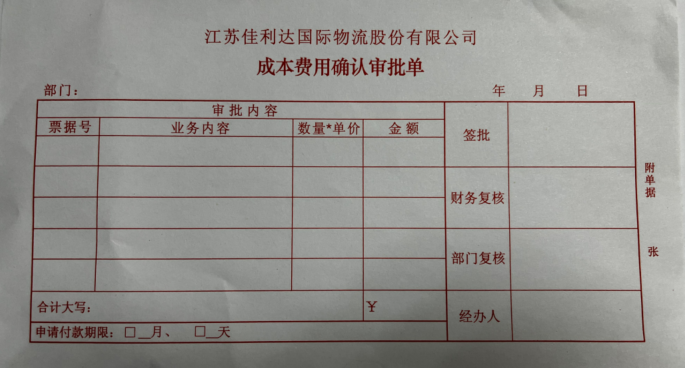 江苏佳利达国际物流股份有限公司
成本费用确认审批单
部门： 年 月 日
审批内容
票据号 业务内容 数量*单价 金额
签批
财务复核
部门复核
合计大写： ¥
经办人
申请付款期限：□__月、 □__天
附单据 张